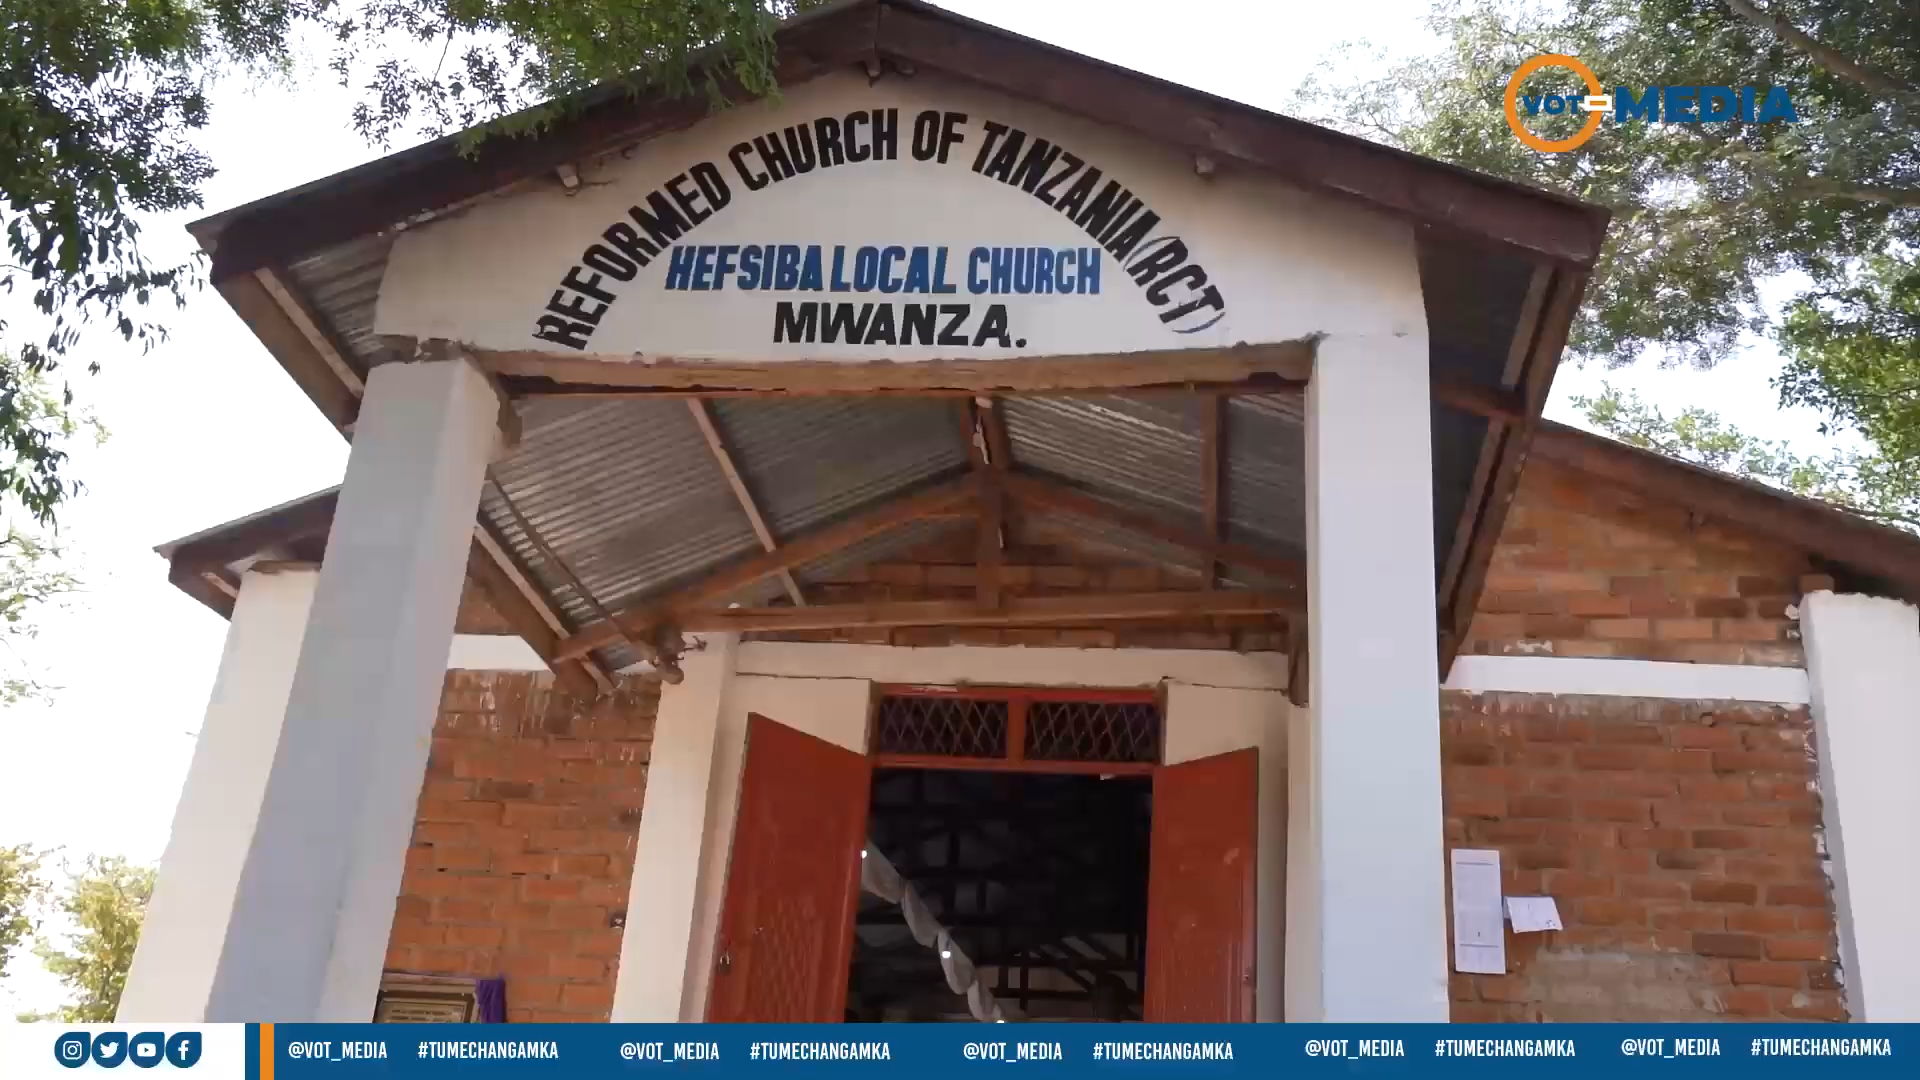 REFORMED CHURCH OF TANZANIA (RCT)
HEFSIBA LOCAL CHURCH
MWANZA.
VOT-MEDIA
@VOT_MEDIA #TUMECHANGAMKA @VOT_MEDIA #TUMECHANGAMKA @VOT_MEDIA #TUMECHANGAMKA @VOT_MEDIA #TUMECHANGAMKA @VOT_MEDIA #TUMECHANGAMKA